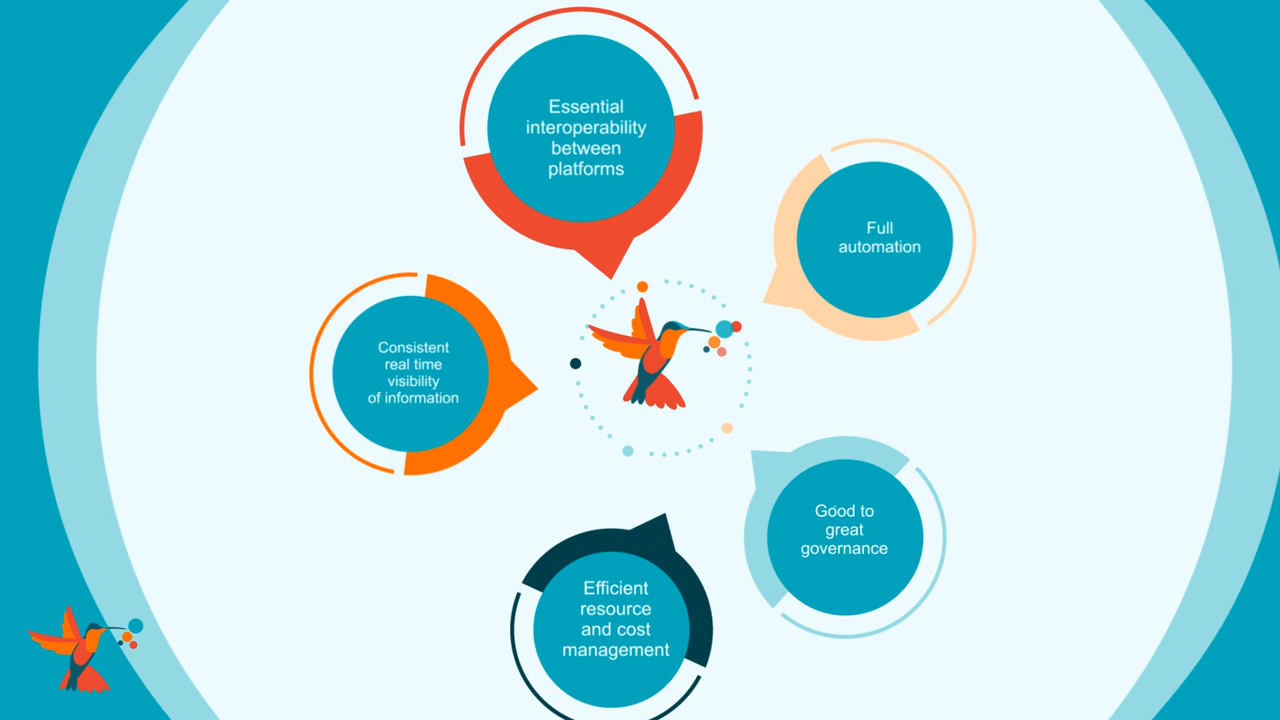 Essential
interoperability
between
platforms
Full
automation
Consistent
real time
visibility
of information
Good to
great
governance
Efficient
resource
and cost
management